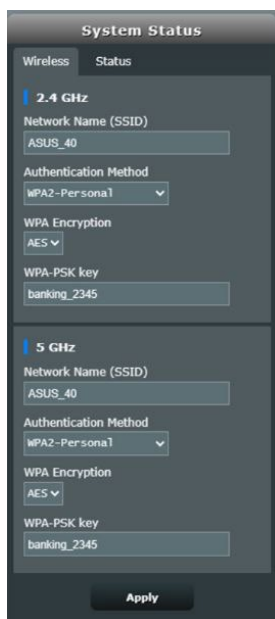 System Status
Wireless Status
2.4 GHz
Network Name (SSID)
ASUS_40
Authentication Method
WPA2-Personal
WPA Encryption
AES
WPA-PSK key
banking_2345
5 GHz
Network Name (SSID)
ASUS_40
Authentication Method
WPA2-Personal
WPA Encryption
AES
WPA-PSK key
banking_2345
Apply